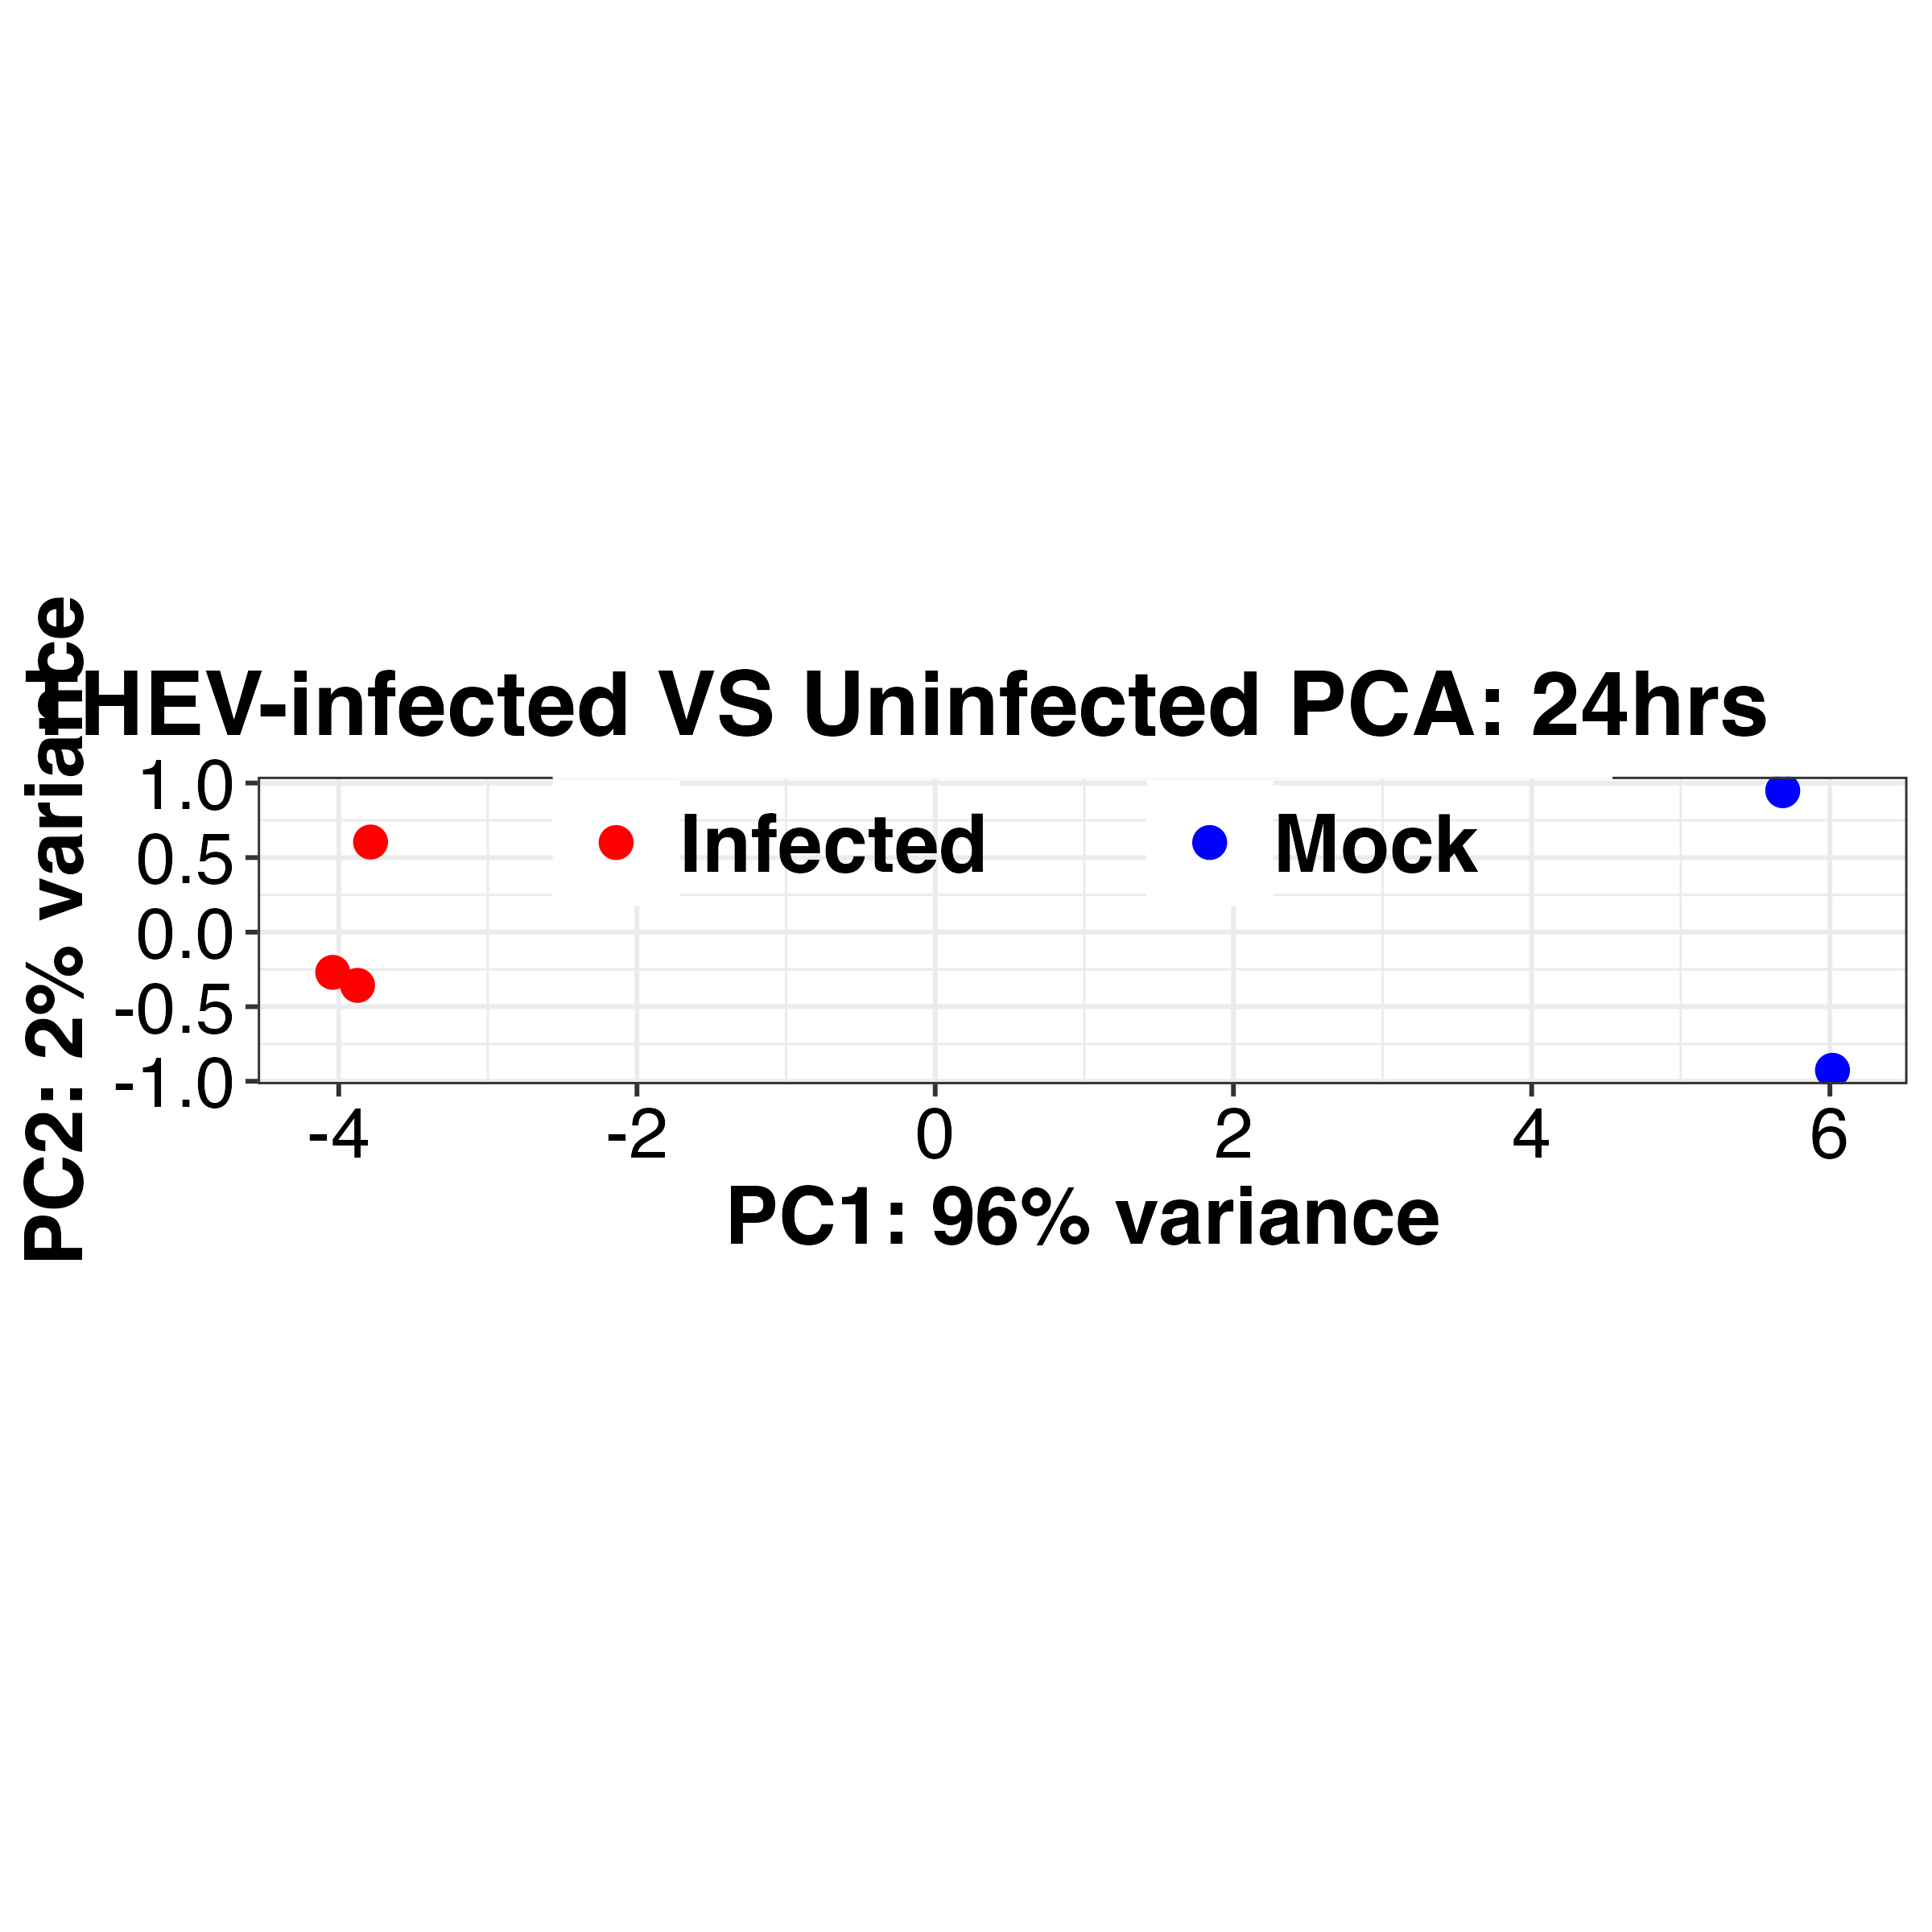 HEV-infected VS Uninfected PCA: 24hrs
PC2: 2% variance
1.0
0.5
0.0
-0.5
-1.0
Infected
Mock
-4
-2
0
2
4
6
PC1: 96% variance